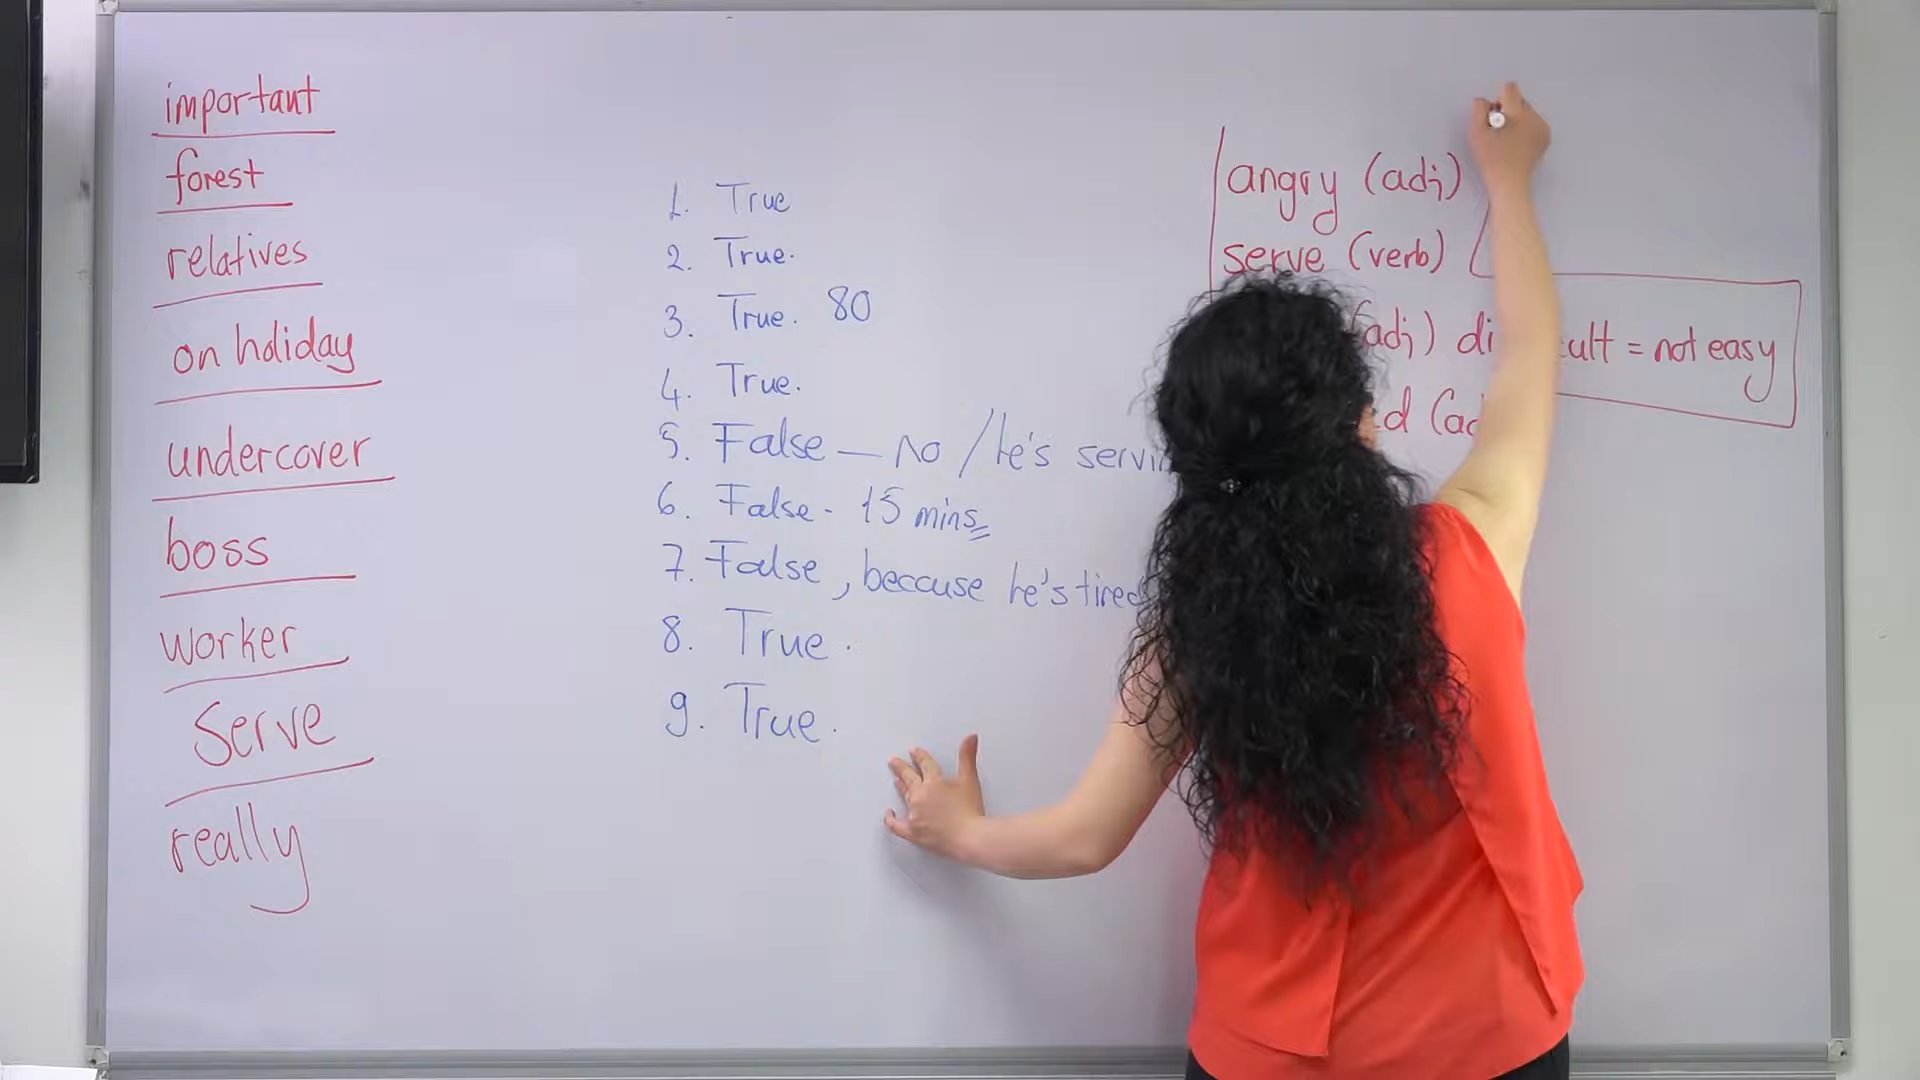 important
forest
relatives
on holiday
undercover
boss
worker
Serve
really
1. True
2. True.
3. True. 80
4. True.
5. False — no / he's
6. False - 15 mins
7. False, because he's tired
8. True.
9. True.
angry (adj)
serve (verb)
= not easy